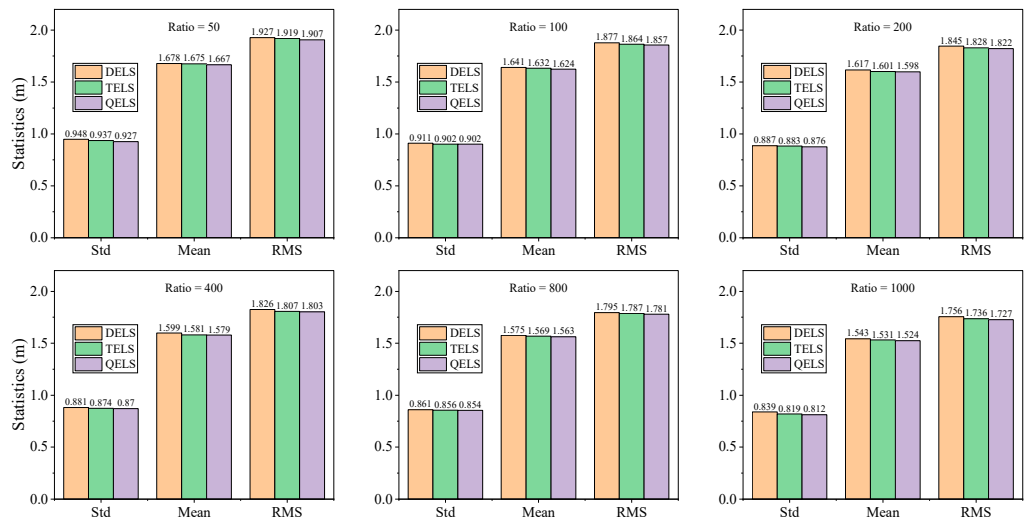 Statistics (m)
2.0
1.5
1.0
0.5
0.0
Ratio = 50
DELS
TELS
QELS
0.948 0.937 0.927
1.678 1.675 1.667
1.927 1.919 1.907
Std Mean RMS
2.0
1.5
1.0
0.5
0.0
Ratio = 100
DELS
TELS
QELS
0.911 0.902 0.902
1.641 1.632 1.624
1.877 1.864 1.857
Std Mean RMS
2.0
1.5
1.0
0.5
0.0
Ratio = 200
DELS
TELS
QELS
0.887 0.883 0.876
1.617 1.601 1.598
1.845 1.828 1.822
Std Mean RMS
Statistics (m)
2.0
1.5
1.0
0.5
0.0
Ratio = 400
DELS
TELS
QELS
0.881 0.874 0.87
1.599 1.581 1.579
1.826 1.807 1.803
Std Mean RMS
2.0
1.5
1.0
0.5
0.0
Ratio = 800
DELS
TELS
QELS
0.861 0.856 0.854
1.575 1.569 1.563
1.795 1.787 1.781
Std Mean RMS
2.0
1.5
1.0
0.5
0.0
Ratio = 1000
DELS
TELS
QELS
0.839 0.819 0.812
1.543 1.531 1.524
1.756 1.736 1.727
Std Mean RMS